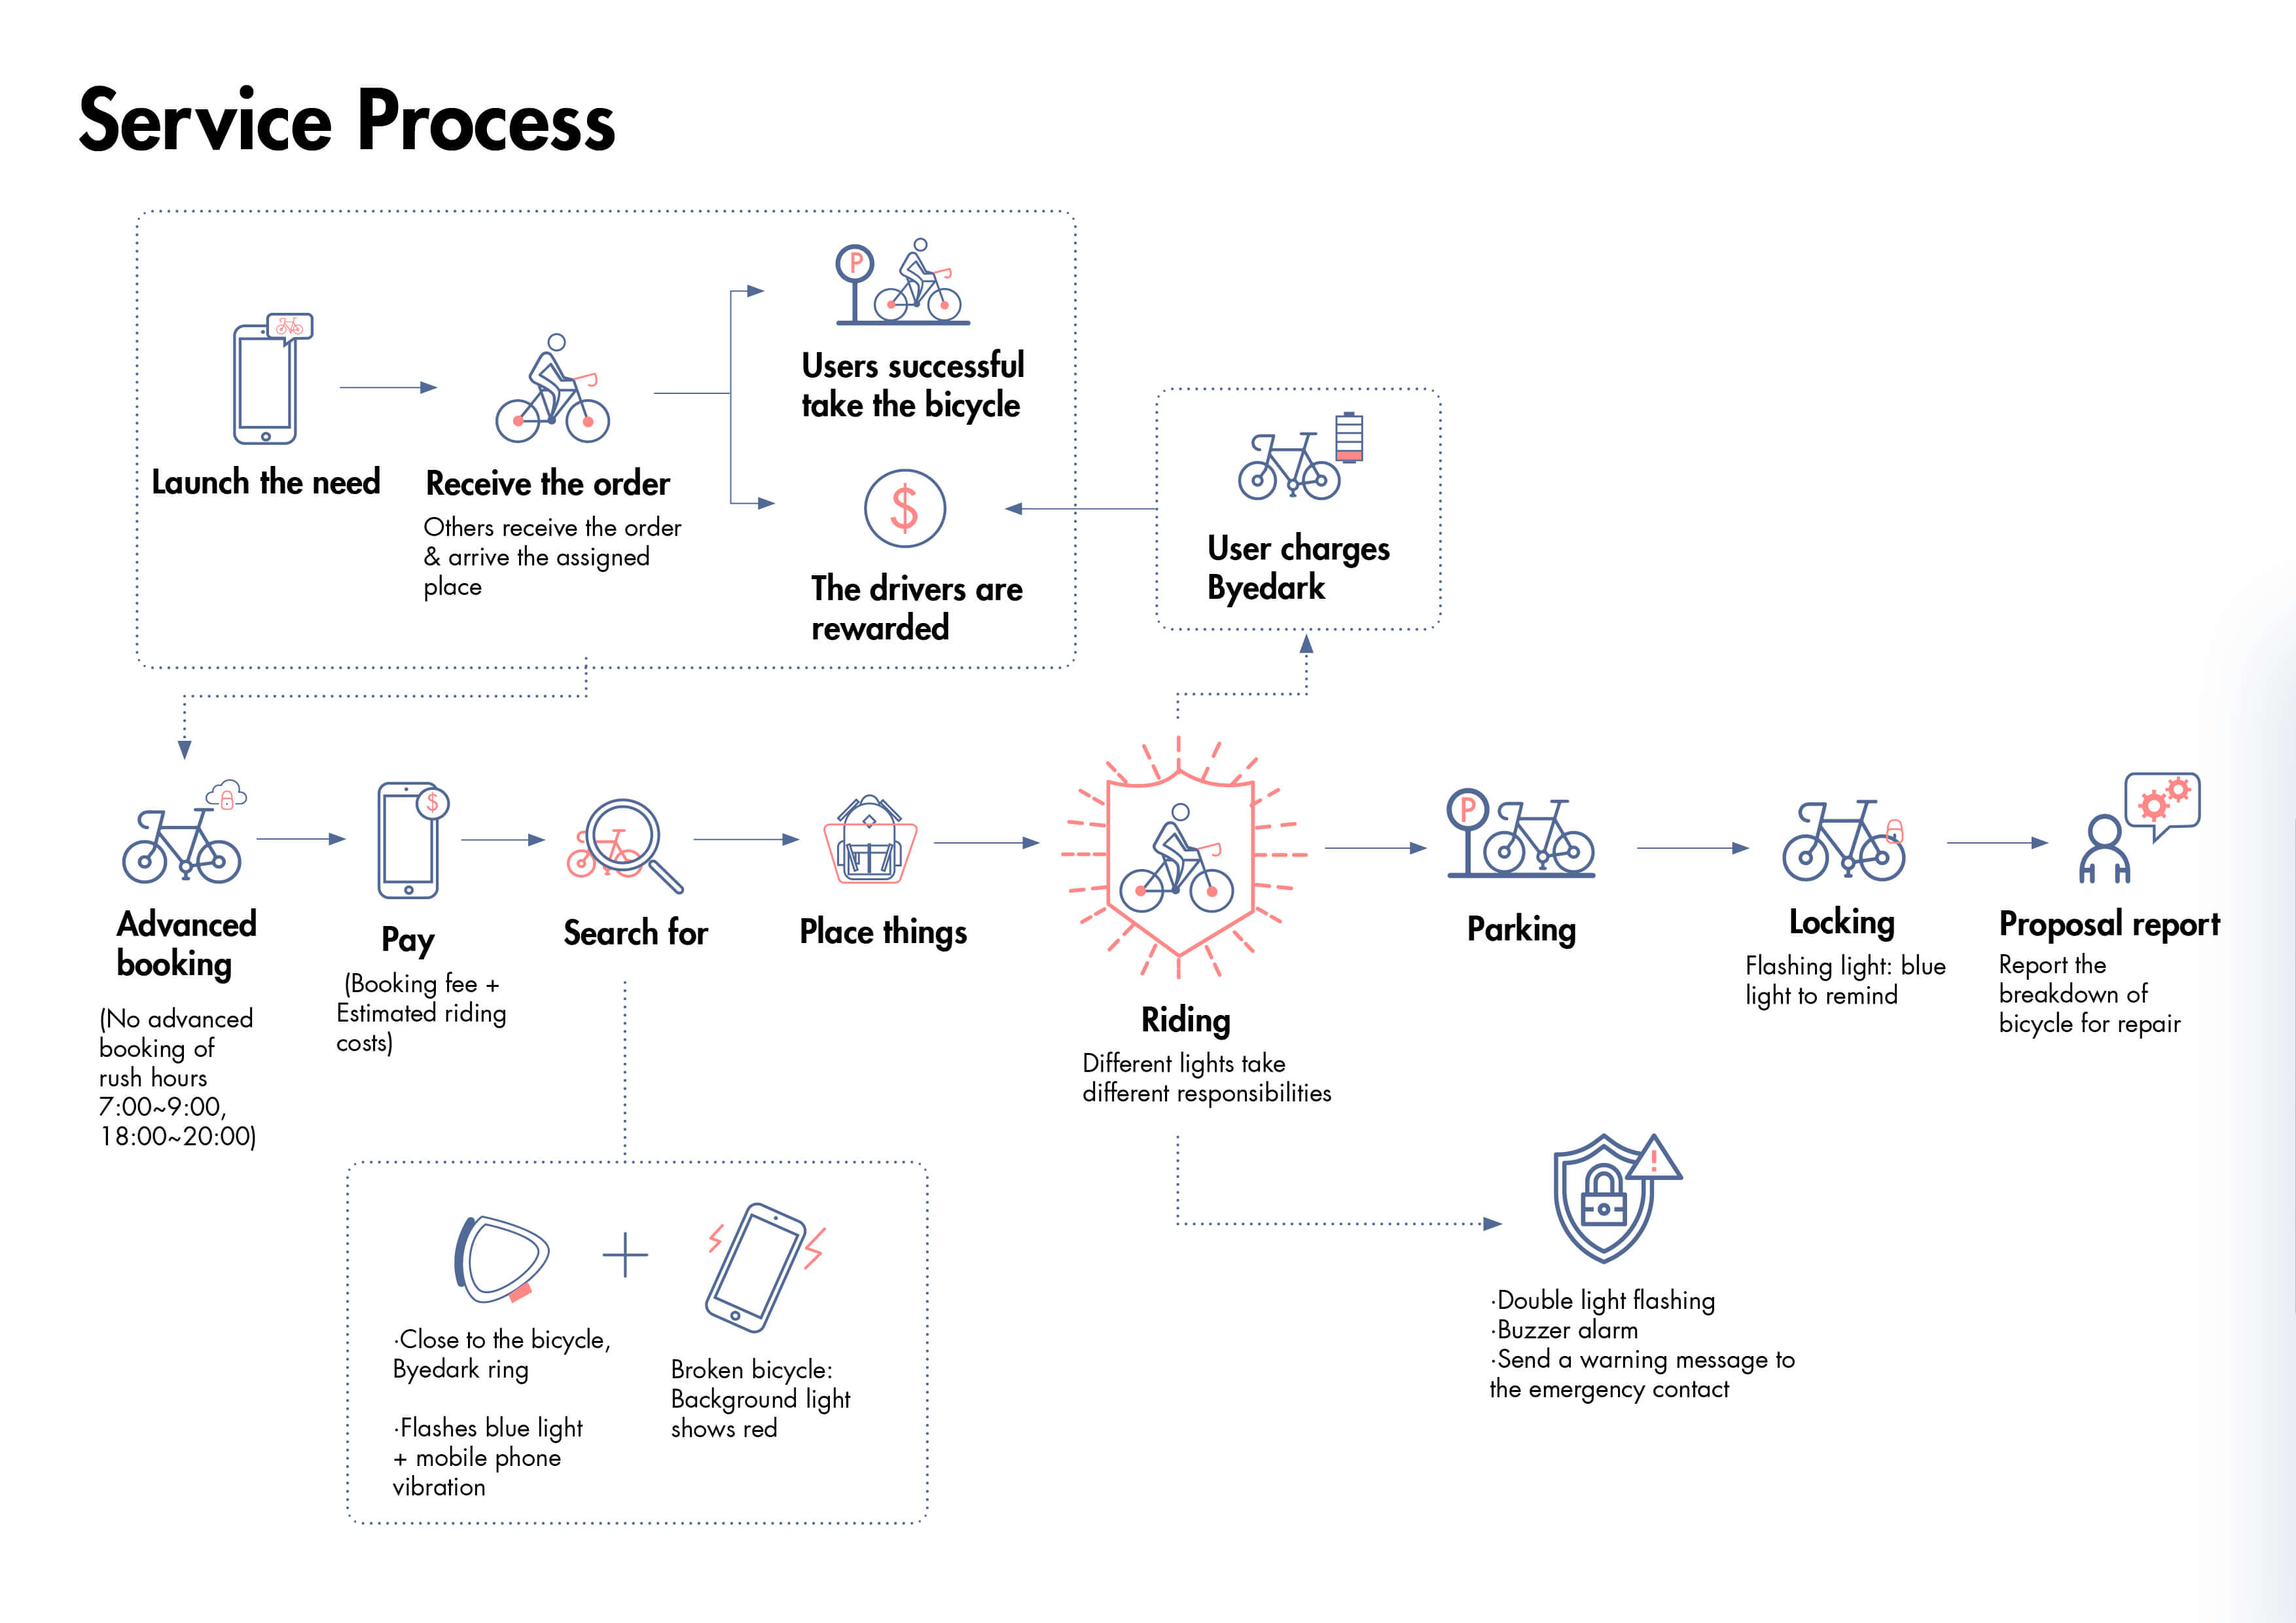 Service Process
P
Users successful
take the bicycle
Launch the need
Receive the order
Others receive the order
& arrive the assigned
place
$
The drivers are
rewarded
User charges
Byedark
Advanced
booking
(No advanced
booking of
rush hours
7:00~9:00,
18:00~20:00)
$
Pay
(Booking fee +
Estimated riding
costs)
Search for
Place things
Riding
Different lights take
different responsibilities
P
Parking
Locking
Flashing light: blue
light to remind
Proposal report
Report the
breakdown of
bicycle for repair
·Close to the bicycle,
Byedark ring
·Flashes blue light
+ mobile phone
vibration
+
Broken bicycle:
Background light
shows red
!
·Double light flashing
·Buzzer alarm
·Send a warning message to
the emergency contact